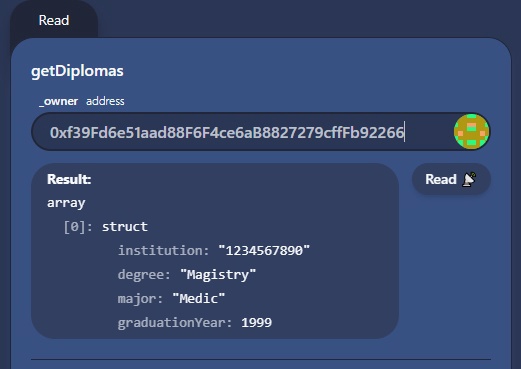 Read
getDiplomas
_owner address
0xf39Fd6e51aad88F6F4ce6aB8827279cffFb92266
Result:
Read
array
[0]: struct
institution: "1234567890"
degree: "Magistry"
major: "Medic"
graduationYear: 1999